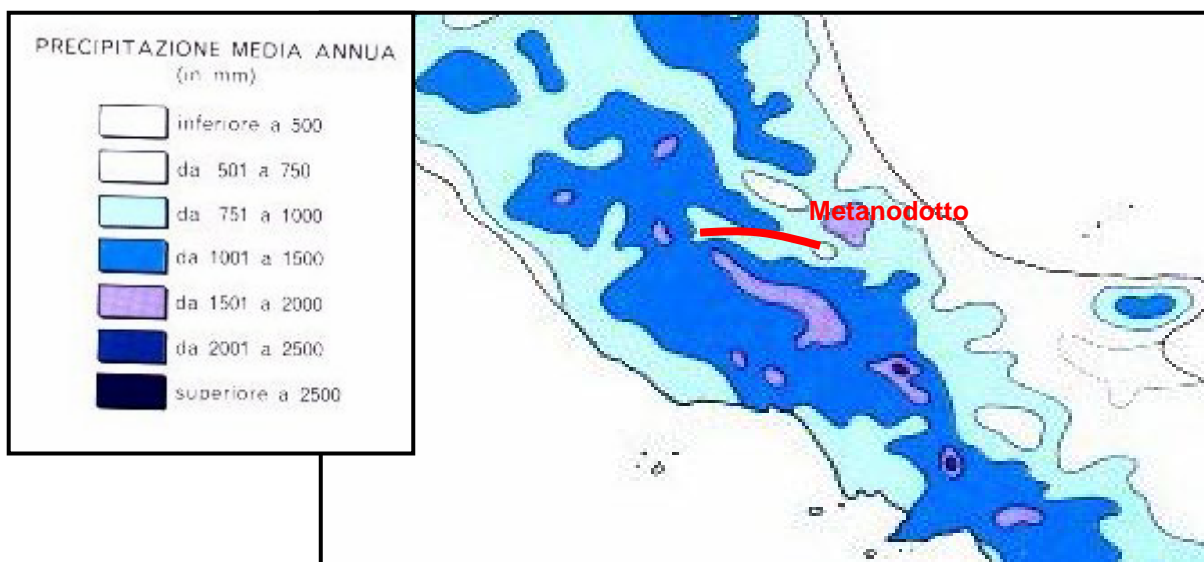 PRECIPITAZIONE MEDIA ANNUA
(in mm)
inferiore a 500
da 501 a 750
da 751 a 1000
da 1001 a 1500
da 1501 a 2000
da 2001 a 2500
superiore a 2500
Metanodotto